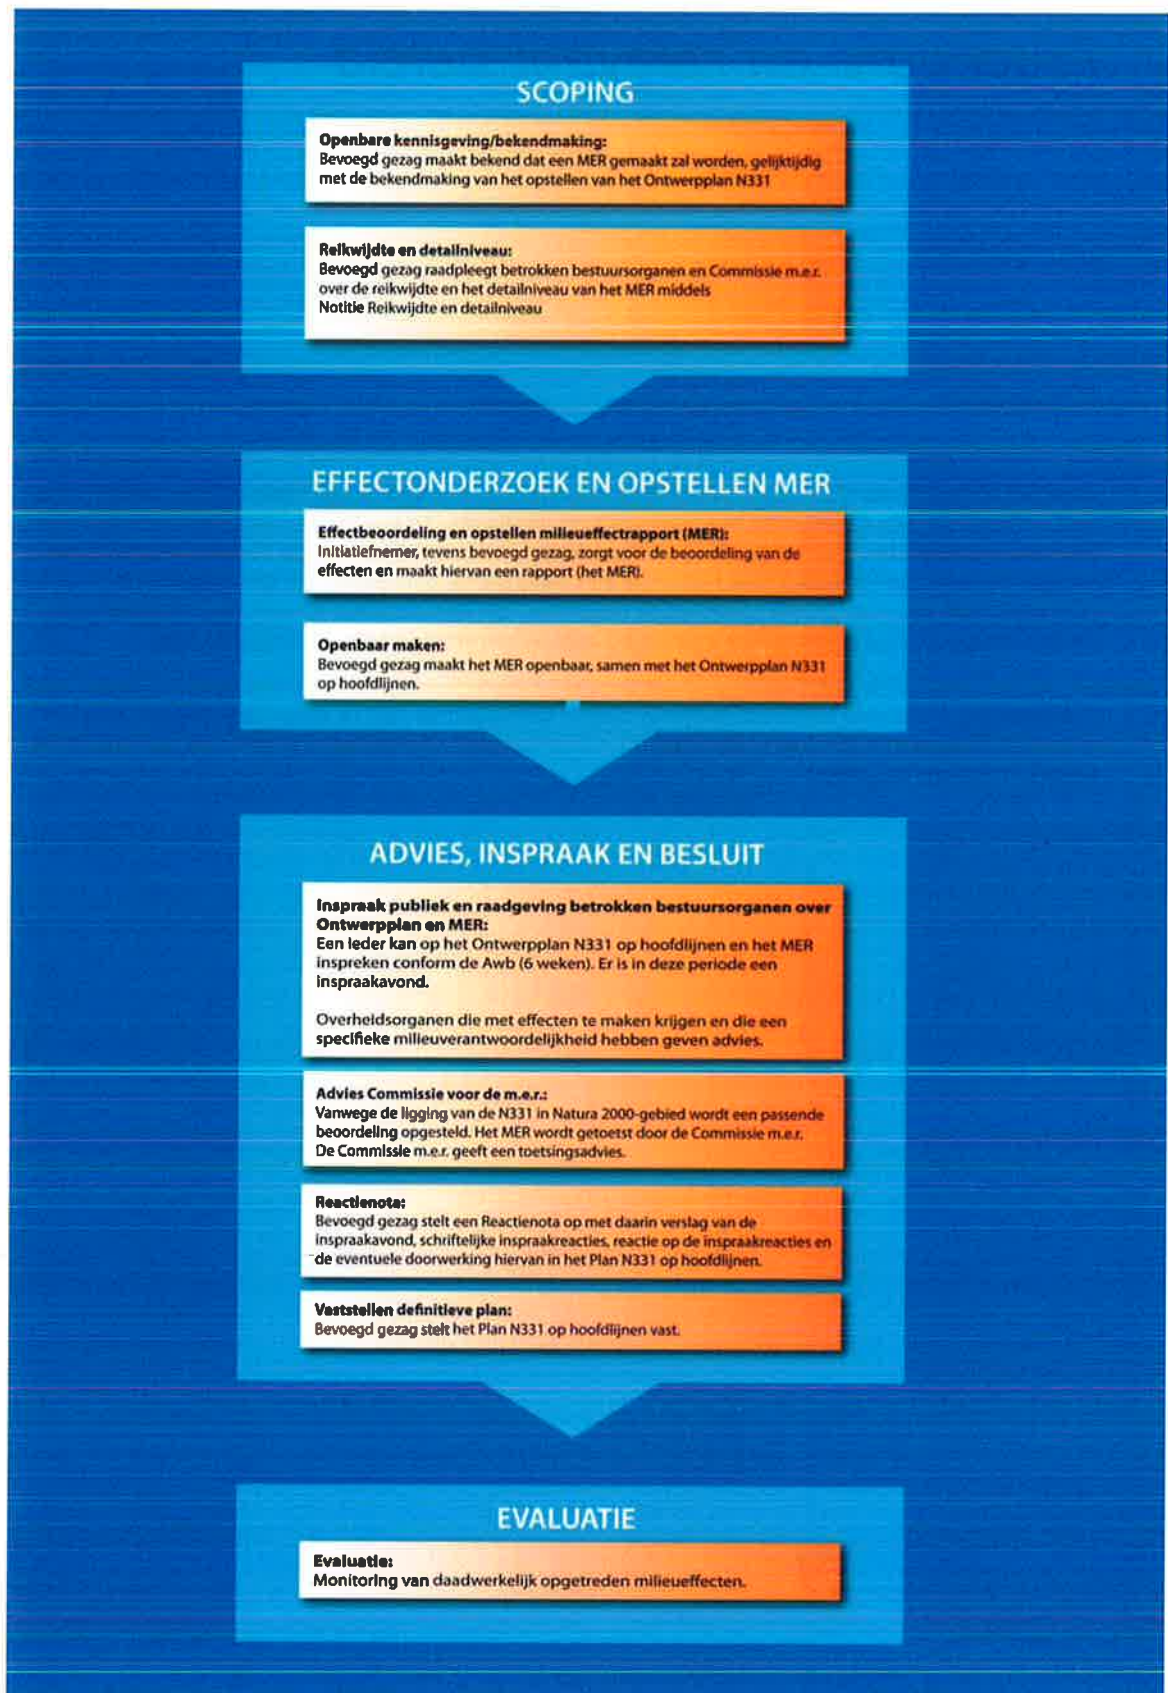 SCOPING
Openbare kennisgeving/bekendmaking:
Bevoegd gezag maakt bekend dat een MER gemaakt zal worden, gelijktijdig
met de bekendmaking van het opstellen van het Ontwerpplan N331
Reikwijdte en detailniveau:
Bevoegd gezag raadpleegt betrokken bestuursorganen en Commissie m.e.r.
over de reikwijdte en het detailniveau van het MER middels
Notitie Reikwijdte en detailniveau
EFFECTONDERZOEK EN OPSTELLEN MER
Effectbeoordeling en opstellen milieueffectrapport (MER):
Initiatiefnemer, tevens bevoegd gezag, zorgt voor de beoordeling van de
effecten en maakt hiervan een rapport (het MER).
Openbaar maken:
Bevoegd gezag maakt het MER openbaar, samen met het Ontwerpplan N331
op hoofdlijnen.
ADVIES, INSPRAAK EN BESLUIT
Inspraak publiek en raadgeving betrokken bestuursorganen over
Ontwerpplan en MER:
Een ieder kan op het Ontwerpplan N331 op hoofdlijnen en het MER
inspreken conform de Awb (6 weken). Er is in deze periode een
inspraakavond.
Overheidsorganen die met effecten te maken krijgen en die een
specifieke milieuverantwoordelijkheid hebben geven advies.
Advies Commissie voor de m.e.r.:
Vanwege de ligging van de N331 in Natura 2000-gebied wordt een passende
beoordeling opgesteld. Het MER wordt getoetst door de Commissie m.e.r.
De Commissie m.e.r. geeft een toetsingsadvies.
Reactienota:
Bevoegd gezag stelt een Reactienota op met daarin verslag van de
inspraakavond, schriftelijke inspraakreacties, reactie op de inspraakreacties en
de eventuele doorwerking hiervan in het Plan N331 op hoofdlijnen.
Vaststellen definitieve plan:
Bevoegd gezag stelt het Plan N331 op hoofdlijnen vast.
EVALUATIE
Evaluatie:
Monitoring van daadwerkelijk opgetreden milieueffecten.